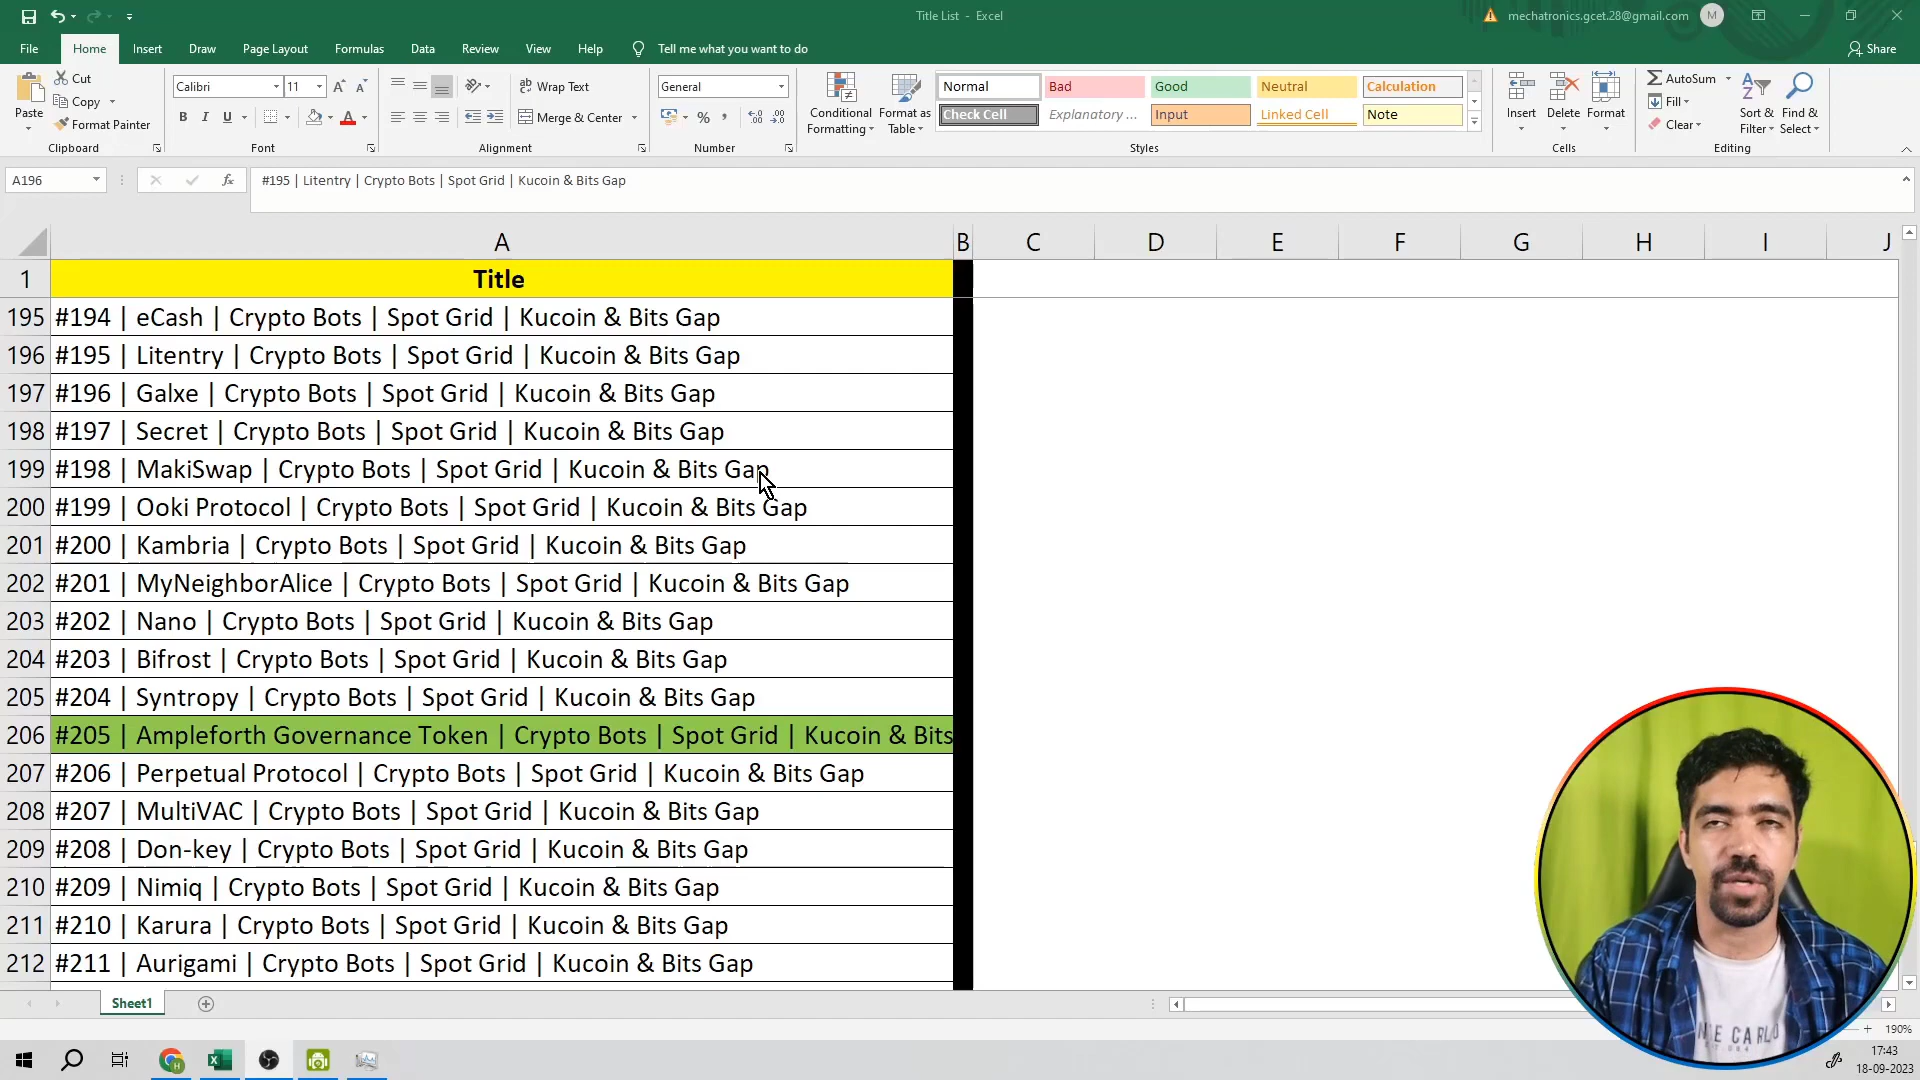 Title List - Excel
mechatronics.gcet.28@gmail.com
M
File Home Insert Draw Page Layout Formulas Data Review View Help Tell me what you want to do Share
Paste
Cut
Copy
Format Painter
Clipboard
Calibri 11
B I U
Font
Wrap Text
Merge & Center
Alignment
General
Number
Conditional Formatting
Format as Table
Normal Bad Good Neutral Calculation
Check Cell Explanatory ... Input Linked Cell Note
Styles
Insert Delete Format
Cells
AutoSum
Fill
Clear
Sort & Filter
Find & Select
Editing
A196
fx
#195 | Litentry | Crypto Bots | Spot Grid | Kucoin & Bits Gap
A B C D E F G H I J
1 Title
195 #194 | eCash | Crypto Bots | Spot Grid | Kucoin & Bits Gap
196 #195 | Litentry | Crypto Bots | Spot Grid | Kucoin & Bits Gap
197 #196 | Galxe | Crypto Bots | Spot Grid | Kucoin & Bits Gap
198 #197 | Secret | Crypto Bots | Spot Grid | Kucoin & Bits Gap
199 #198 | MakiSwap | Crypto Bots | Spot Grid | Kucoin & Bits Gap
200 #199 | Ooki Protocol | Crypto Bots | Spot Grid | Kucoin & Bits Gap
201 #200 | Kambria | Crypto Bots | Spot Grid | Kucoin & Bits Gap
202 #201 | MyNeighborAlice | Crypto Bots | Spot Grid | Kucoin & Bits Gap
203 #202 | Nano | Crypto Bots | Spot Grid | Kucoin & Bits Gap
204 #203 | Bifrost | Crypto Bots | Spot Grid | Kucoin & Bits Gap
205 #204 | Syntropy | Crypto Bots | Spot Grid | Kucoin & Bits Gap
206 #205 | Ampleforth Governance Token | Crypto Bots | Spot Grid | Kucoin & Bits
207 #206 | Perpetual Protocol | Crypto Bots | Spot Grid | Kucoin & Bits Gap
208 #207 | MultiVAC | Crypto Bots | Spot Grid | Kucoin & Bits Gap
209 #208 | Don-key | Crypto Bots | Spot Grid | Kucoin & Bits Gap
210 #209 | Nimiq | Crypto Bots | Spot Grid | Kucoin & Bits Gap
211 #210 | Karura | Crypto Bots | Spot Grid | Kucoin & Bits Gap
212 #211 | Aurigami | Crypto Bots | Spot Grid | Kucoin & Bits Gap
Sheet1
190%
17:43
18-09-2023